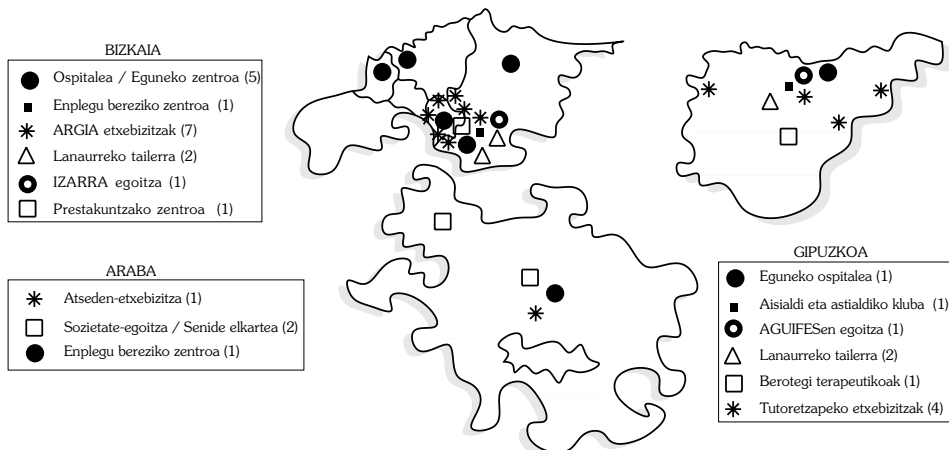 BIZKAIA
Ospitalea / Eguneko zentroa (5)
Enplegu bereziko zentroa (1)
ARGIA etxebizitzak (7)
Lanaurreko tailerra (2)
IZARRA egoitza (1)
Prestakuntzako zentroa (1)
ARABA
Atseden-etxebizitza (1)
Sozietate-egoitza / Senide elkartea (2)
Enplegu bereziko zentroa (1)
GIPUZKOA
Eguneko ospitalea (1)
Aisialdi eta astialdiko kluba (1)
AGUIFESen egoitza (1)
Lanaurreko tailerra (2)
Berotegi terapeutikoak (1)
Tutoretzapeko etxebizitzak (4)